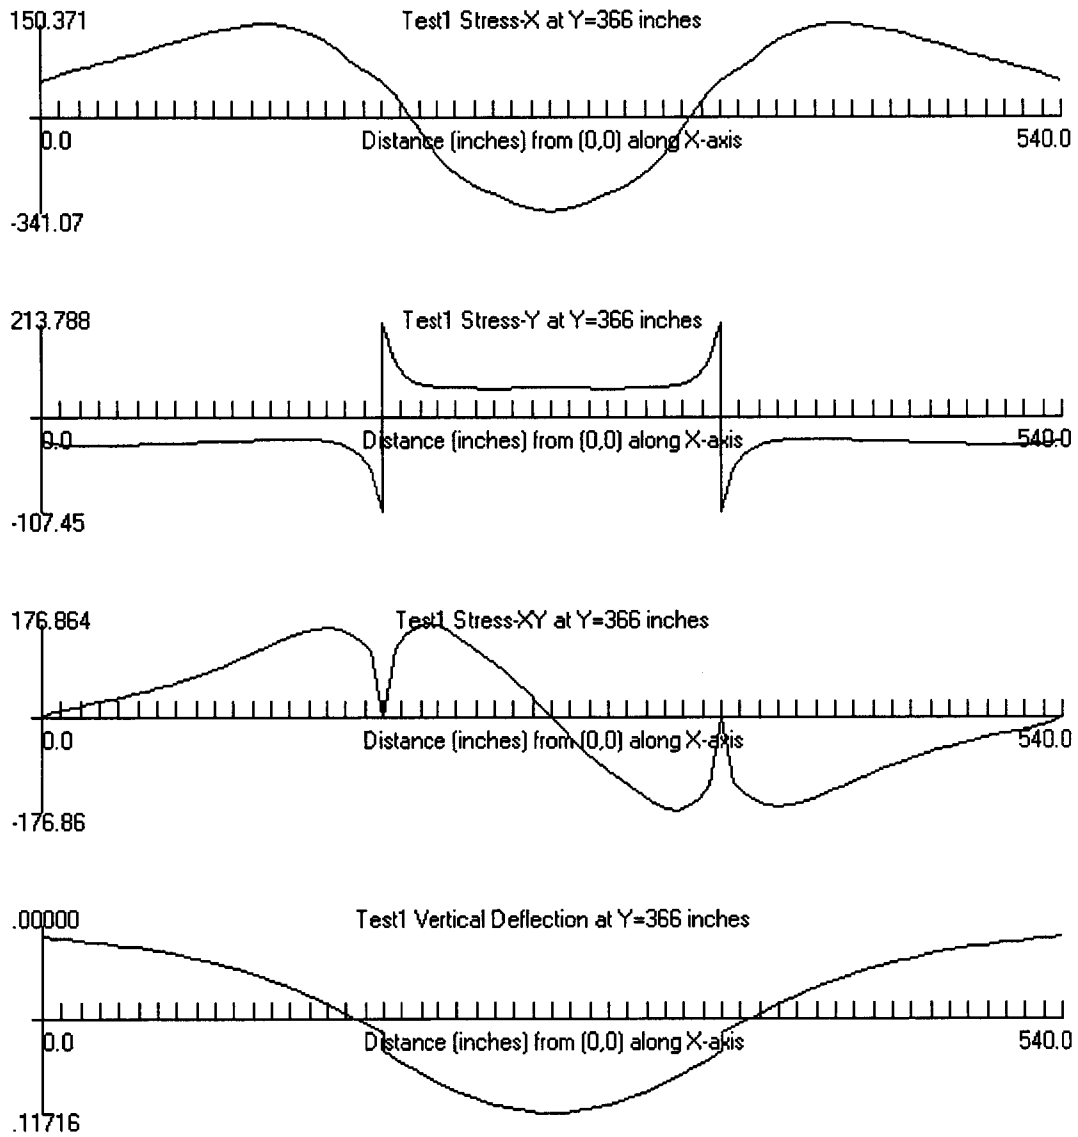 150.371
Test1 Stress-X at Y=366 inches
0.0
Distance (inches) from (0,0) along X-axis
540.0
-341.07
213.788
Test1 Stress-Y at Y=366 inches
0.0
Distance (inches) from (0,0) along X-axis
540.0
-107.45
176.864
Test1 Stress-XY at Y=366 inches
0.0
Distance (inches) from (0,0) along X-axis
540.0
-176.86
.00000
Test1 Vertical Deflection at Y=366 inches
0.0
Distance (inches) from (0,0) along X-axis
540.0
.11716